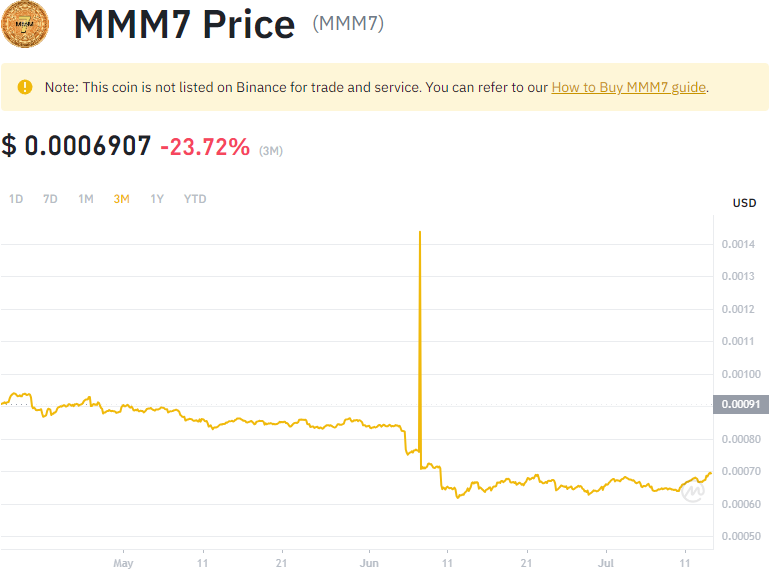 MMM
MMM7 Price (MMM7)
Note: This coin is not listed on Binance for trade and service. You can refer to our How to Buy MMM7 guide.
$ 0.0006907 -23.72% (3M)
1D 7D 1M 3M 1Y YTD
USD
0.0014
0.0013
0.0012
0.0011
0.00100
0.00091
0.00080
0.00070
0.00060
0.00050
May 11 21 Jun 11 21 Jul 11